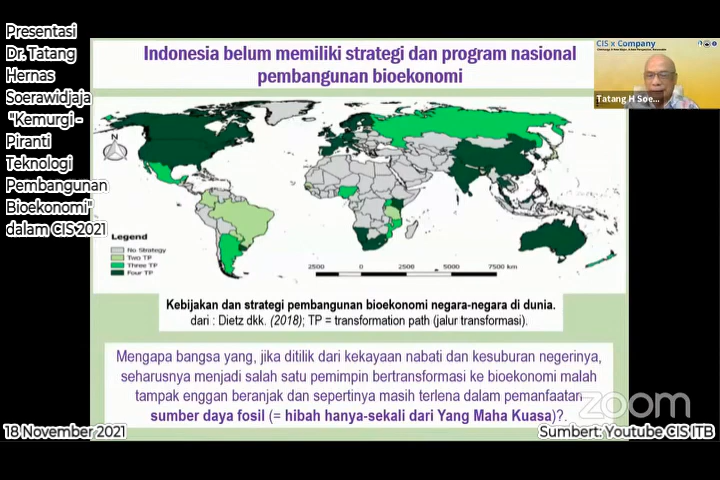 Presentasi
Dr. Tatang
Hernas
Soerawidjaja
"Kemurgi -
Piranti
Teknologi
Pembangunan
Bioekonomi"
dalam CIS 2021
Indonesia belum memiliki strategi dan program nasional
pembangunan bioekonomi
CIS x Company
Tatang H Soe...
N
Legend
No Strategy
Two TP
Three TP
Four TP
2500 0 2500 5000 7500 km
Kebijakan dan strategi pembangunan bioekonomi negara-negara di dunia.
dari : Dietz dkk. (2018); TP = transformation path (jalur transformasi).
Mengapa bangsa yang, jika ditilik dari kekayaan nabati dan kesuburan negerinya,
seharusnya menjadi salah satu pemimpin bertransformasi ke bioekonomi malah
tampak enggan beranjak dan sepertinya masih terlena dalam pemanfaatan
sumber daya fosil (= hibah hanya-sekali dari Yang Maha Kuasa)?.
zoom
18 November 2021
Sumbert: Youtube CIS ITB